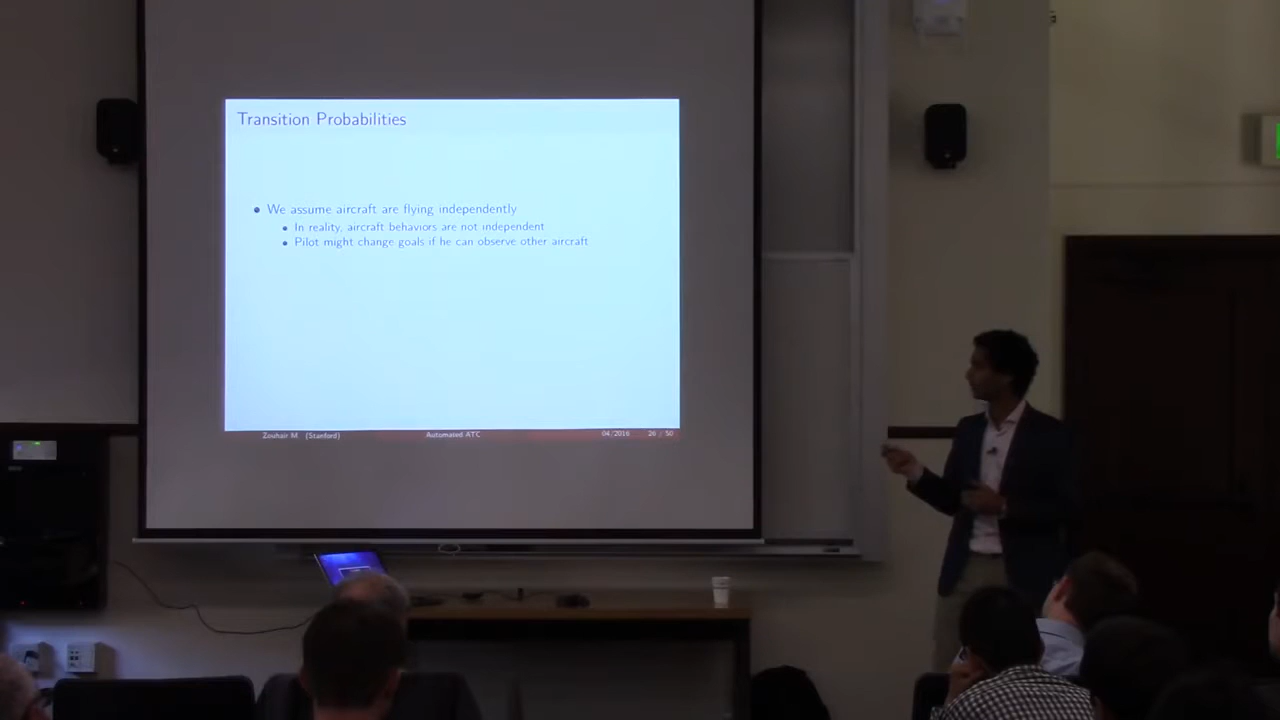 Transition Probabilities
We assume aircraft are flying independently
In reality, aircraft behaviors are not independent
Pilot might change goals if he can observe other aircraft
Zouhair M. (Stanford) Automated ATC 04/2016 26 / 50